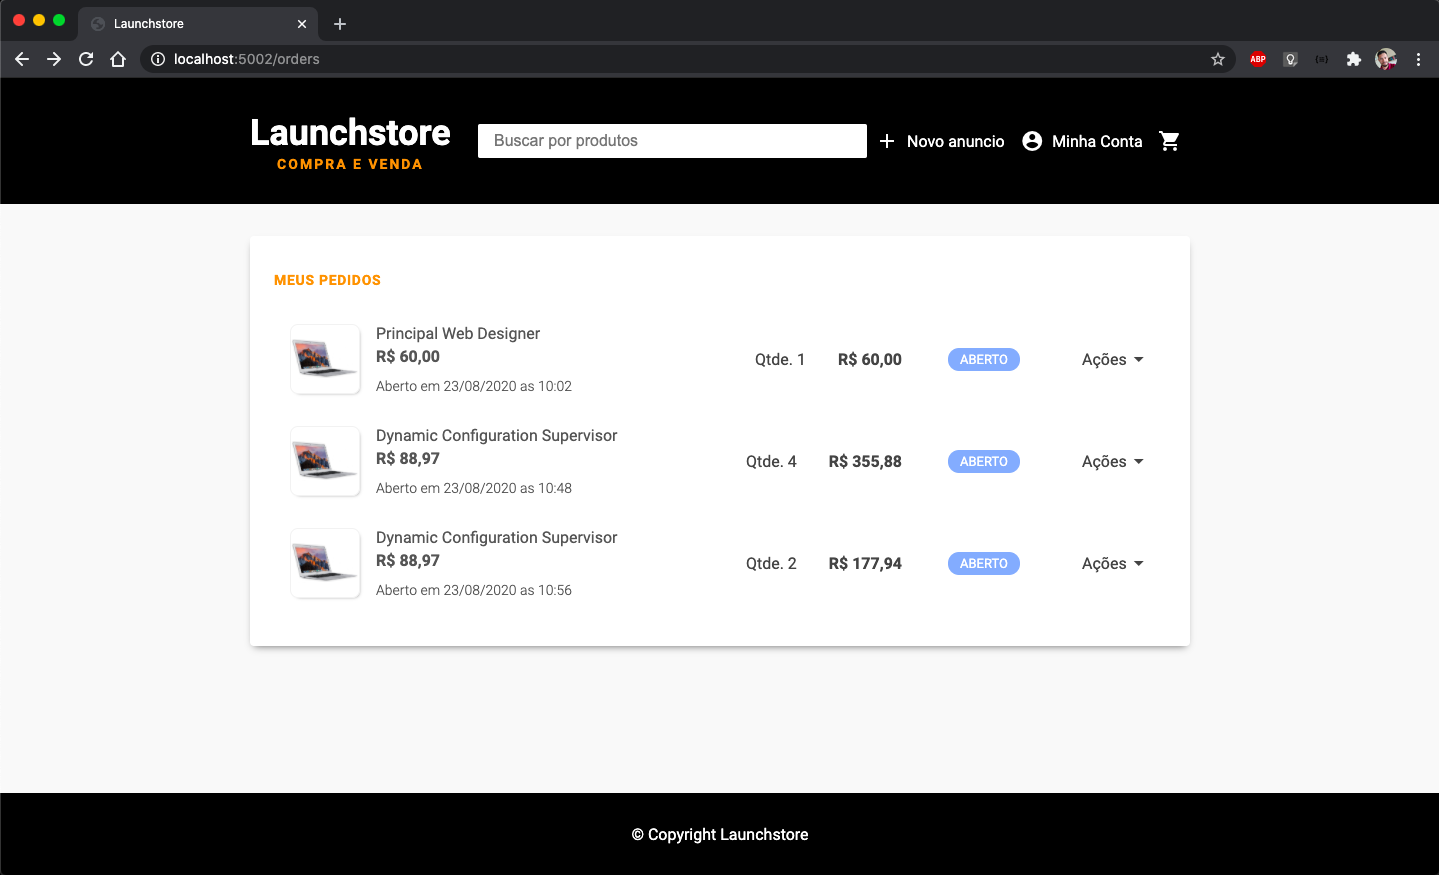 Launchstore
localhost:5002/orders
ABP
Launchstore
COMPRA E VENDA
Buscar por produtos
Novo anuncio
Minha Conta
MEUS PEDIDOS
Principal Web Designer
R$ 60,00
Aberto em 23/08/2020 as 10:02
Qtde. 1
R$ 60,00
ABERTO
Ações
Dynamic Configuration Supervisor
R$ 88,97
Aberto em 23/08/2020 as 10:48
Qtde. 4
R$ 355,88
ABERTO
Ações
Dynamic Configuration Supervisor
R$ 88,97
Aberto em 23/08/2020 as 10:56
Qtde. 2
R$ 177,94
ABERTO
Ações
© Copyright Launchstore